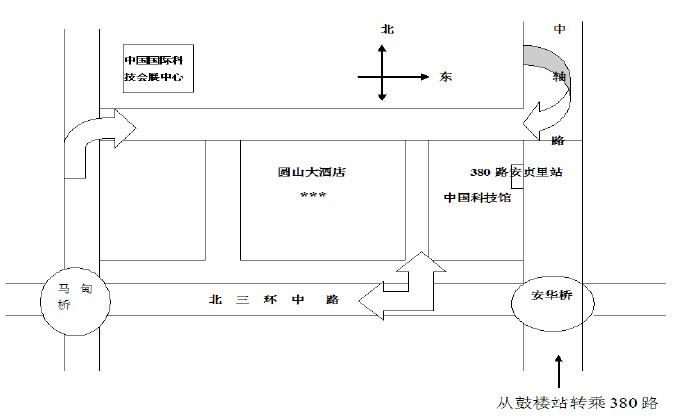 中国国际科
技会展中心
北
东
中
轴
路
圆山大酒店
***
380 路安贞里站
中国科技馆
马甸
桥
北三环中路
安华桥
从鼓楼站转乘 380 路